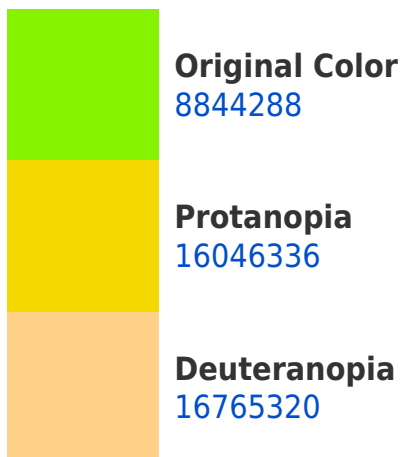 Original Color
8844288
Protanopia
16046336
Deuteranopia
16765320